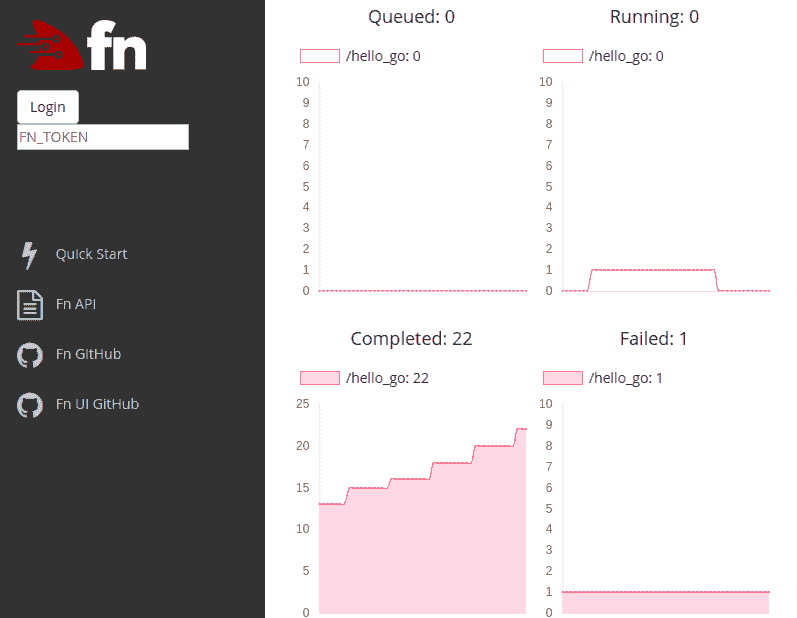 fn
Login
FN_TOKEN
Quick Start
Fn API
Fn GitHub
Fn UI GitHub
Queued: 0
/hello_go: 0
10
9
8
7
6
5
4
3
2
1
0
Running: 0
/hello_go: 0
10
9
8
7
6
5
4
3
2
1
0
Completed: 22
/hello_go: 22
25
20
15
10
5
0
Failed: 1
/hello_go: 1
10
9
8
7
6
5
4
3
2
1
0